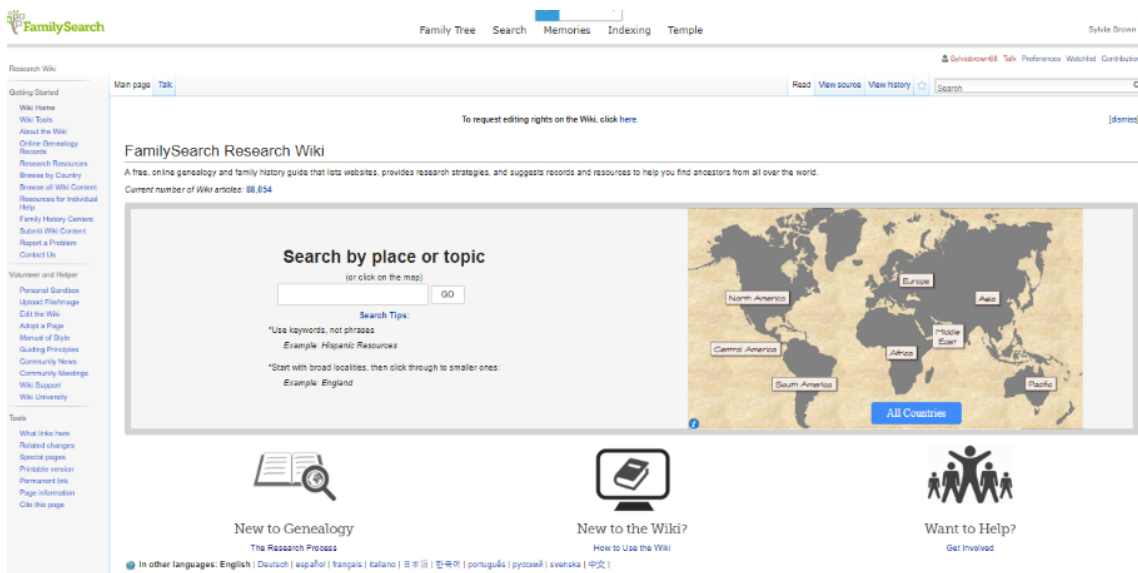 FamilySearch
Family Tree Search Memories Indexing Temple
Sylvia Brown
Sylviabrown68 Talk Preferences Watchlist Contribution
Research Wiki
Main page Talk
Read View source View history
Search
To request editing rights on the Wiki, click here.
[dismiss]
Getting Started
Wiki Home
Wiki Tools
About the Wiki
Online Genealogy
Records
Research Resources
Browse by Country
Browse all Wiki Content
Resources for Individual
Help
Family History Centers
Submit Wiki Content
Report a Problem
Contact Us
Volunteer and Helper
Personal Sandbox
Upload File/Image
Edit the Wiki
Adopt a Page
Manual of Style
Guiding Principles
Community News
Community Meetings
Wiki Support
Wiki University
Tools
What links here
Related changes
Special pages
Printable version
Permanent link
Page information
Cite this page
FamilySearch Research Wiki
A free, online genealogy and family history guide that lists websites, provides research strategies, and suggests records and resources to help you find ancestors from all over the world.
Current number of Wiki articles: 88,054
Search by place or topic
(or click on the map)
GO
Search Tips:
*Use keywords, not phrases
Example: Hispanic Resources
*Start with broad localities, then click through to smaller ones:
Example: England
North America
Europe
Asia
Middle
East
Central America
Africa
South America
Pacific
All Countries
New to Genealogy
The Research Process
New to the Wiki?
How to Use the Wiki
Want to Help?
Get Involved
In other languages: English | Deutsch | español | français | italiano | 日本語 | 한국어 | português | русский | svenska | 中文 |